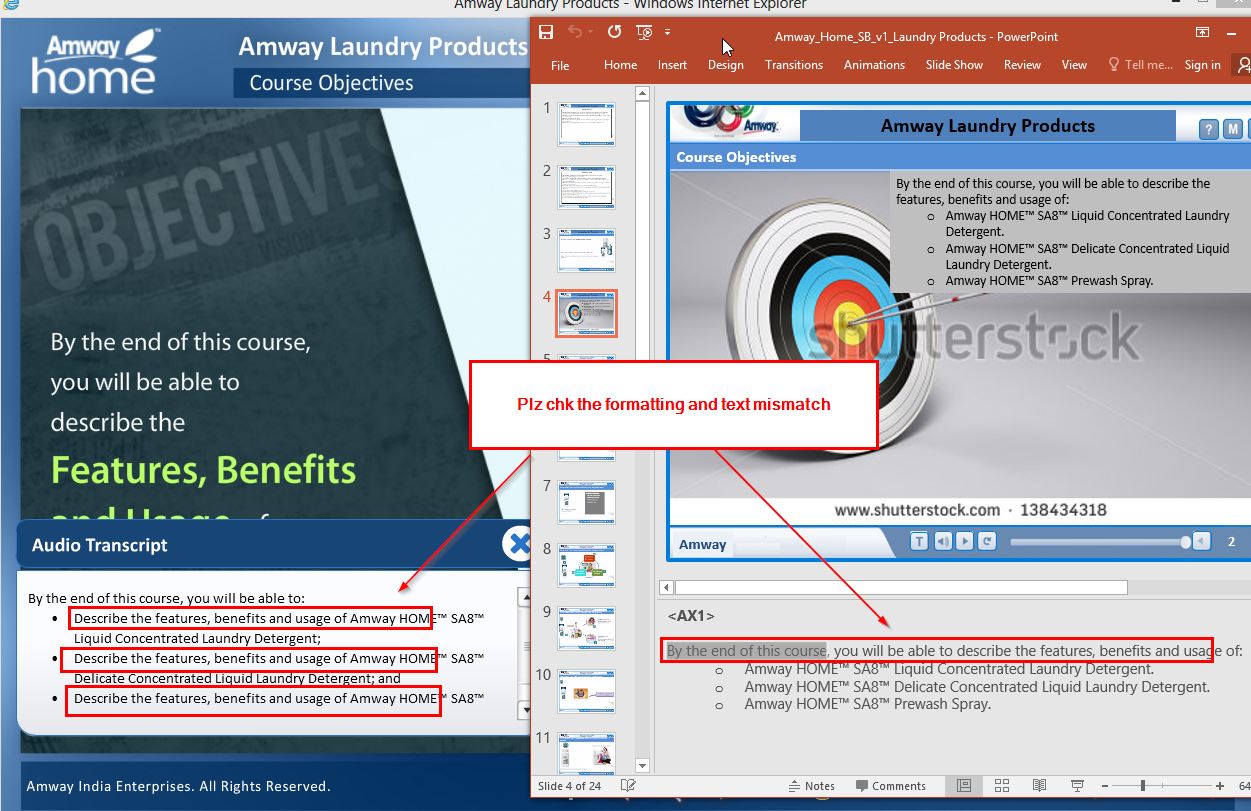 Amway Laundry Products - Windows Internet Explorer
Amway
home™
Amway Laundry Products
Course Objectives
OBJECTIVES
By the end of this course,
you will be able to
describe the
Features, Benefits
and Usage of
Audio Transcript
By the end of this course, you will be able to:
• Describe the features, benefits and usage of Amway HOME™ SA8™
Liquid Concentrated Laundry Detergent;
• Describe the features, benefits and usage of Amway HOME™ SA8™
Delicate Concentrated Liquid Laundry Detergent; and
• Describe the features, benefits and usage of Amway HOME™ SA8™
Amway India Enterprises. All Rights Reserved.
Plz chk the formatting and text mismatch
Amway_Home_SB_v1_Laundry Products - PowerPoint
File Home Insert Design Transitions Animations Slide Show Review View Tell me... Sign in
1
2
3
4
5
7
8
9
10
11
Amway
Amway Laundry Products
? M
Course Objectives
By the end of this course, you will be able to describe the
features, benefits and usage of:
o Amway HOME™ SA8™ Liquid Concentrated Laundry
Detergent.
o Amway HOME™ SA8™ Delicate Concentrated Liquid
Laundry Detergent.
o Amway HOME™ SA8™ Prewash Spray.
shutterstock
www.shutterstock.com · 138434318
Amway
T
2
<AX1>
By the end of this course, you will be able to describe the features, benefits and usage of:
o Amway HOME™ SA8™ Liquid Concentrated Laundry Detergent.
o Amway HOME™ SA8™ Delicate Concentrated Liquid Laundry Detergent.
o Amway HOME™ SA8™ Prewash Spray.
Slide 4 of 24
Notes
Comments
64